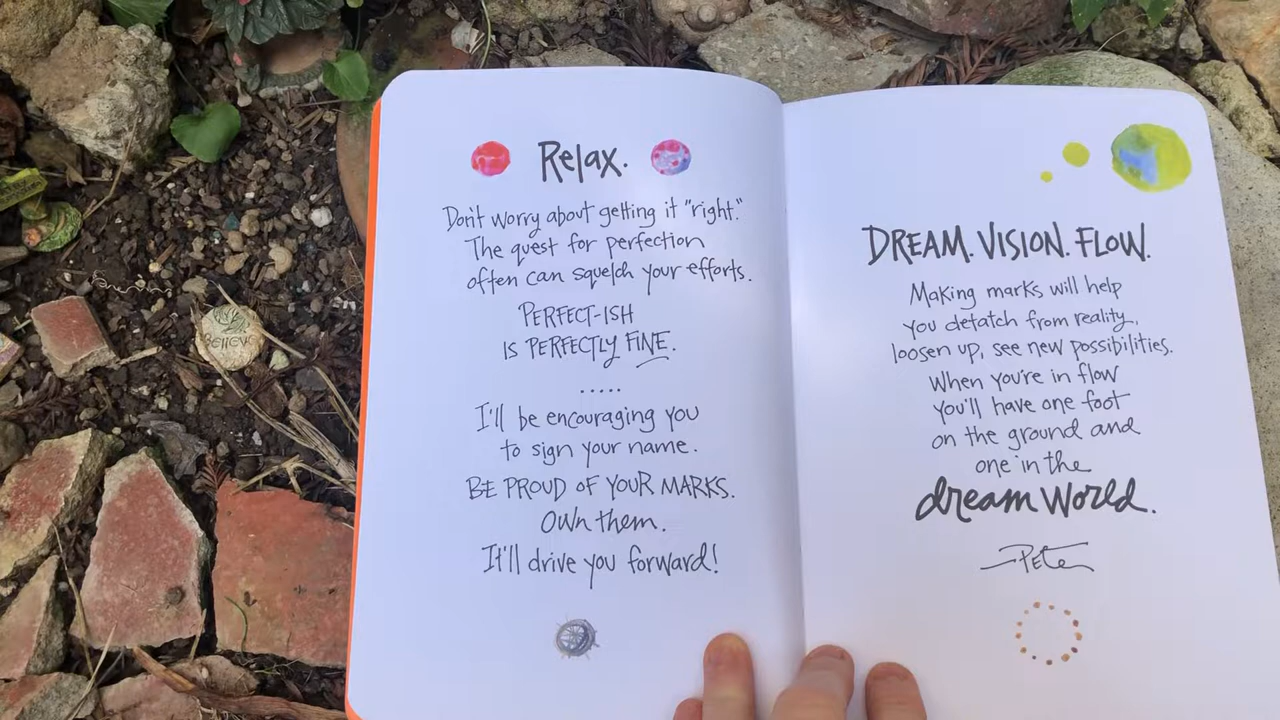 Relax.
Don't worry about getting it "right."
The quest for perfection
often can squelch your efforts.
PERFECT-ISH
IS PERFECTLY FINE.
.....
I'll be encouraging you
to sign your name.
BE PROUD OF YOUR MARKS.
Own them.
It'll drive you forward!
DREAM. VISION. FLOW.
Making marks will help
you detatch from reality,
loosen up, see new possibilities.
When you're in flow
you'll have one foot
on the ground and
one in the
dream World.
—Pete
BELIEVE